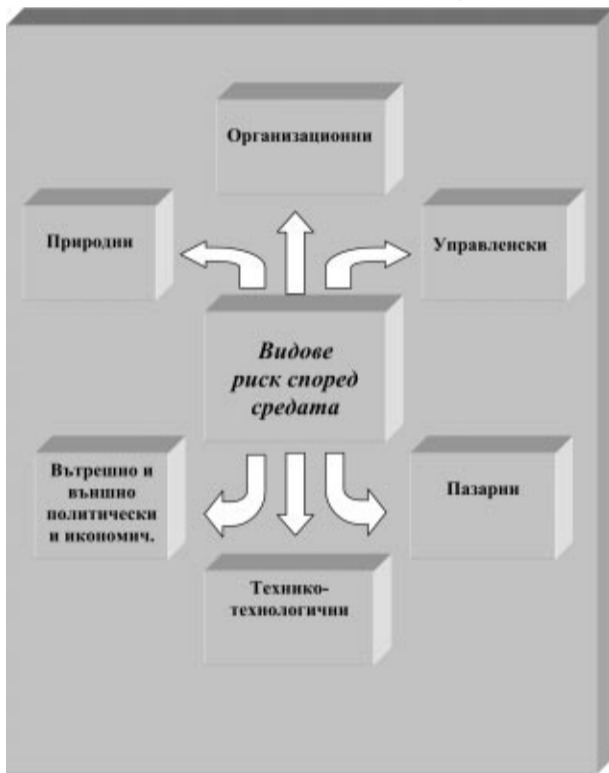 Организационни
Природни
Управленски
Видове
риск според
средата
Вътрешно и
външно
политически
и икономич.
Пазарни
Технико-
технологични